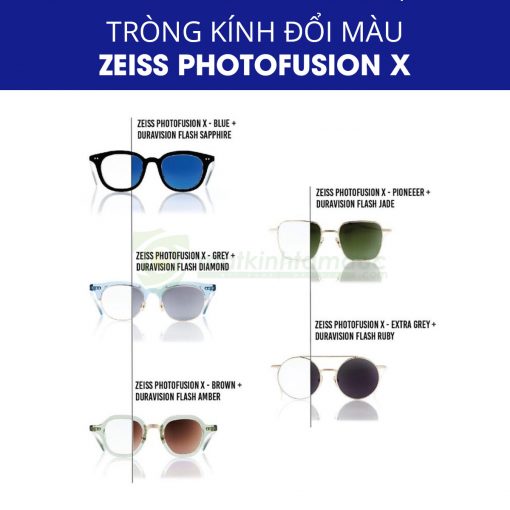 TRÒNG KÍNH ĐỔI MÀU
ZEISS PHOTOFUSION X
ZEISS PHOTOFUSION X - BLUE +
DURAVISION FLASH SAPPHIRE
ZEISS PHOTOFUSION X - PIONEEER +
DURAVISION FLASH JADE
ZEISS PHOTOFUSION X - GREY +
DURAVISION FLASH DIAMOND
ZEISS PHOTOFUSION X - EXTRA GREY +
DURAVISION FLASH RUBY
ZEISS PHOTOFUSION X - BROWN +
DURAVISION FLASH AMBER